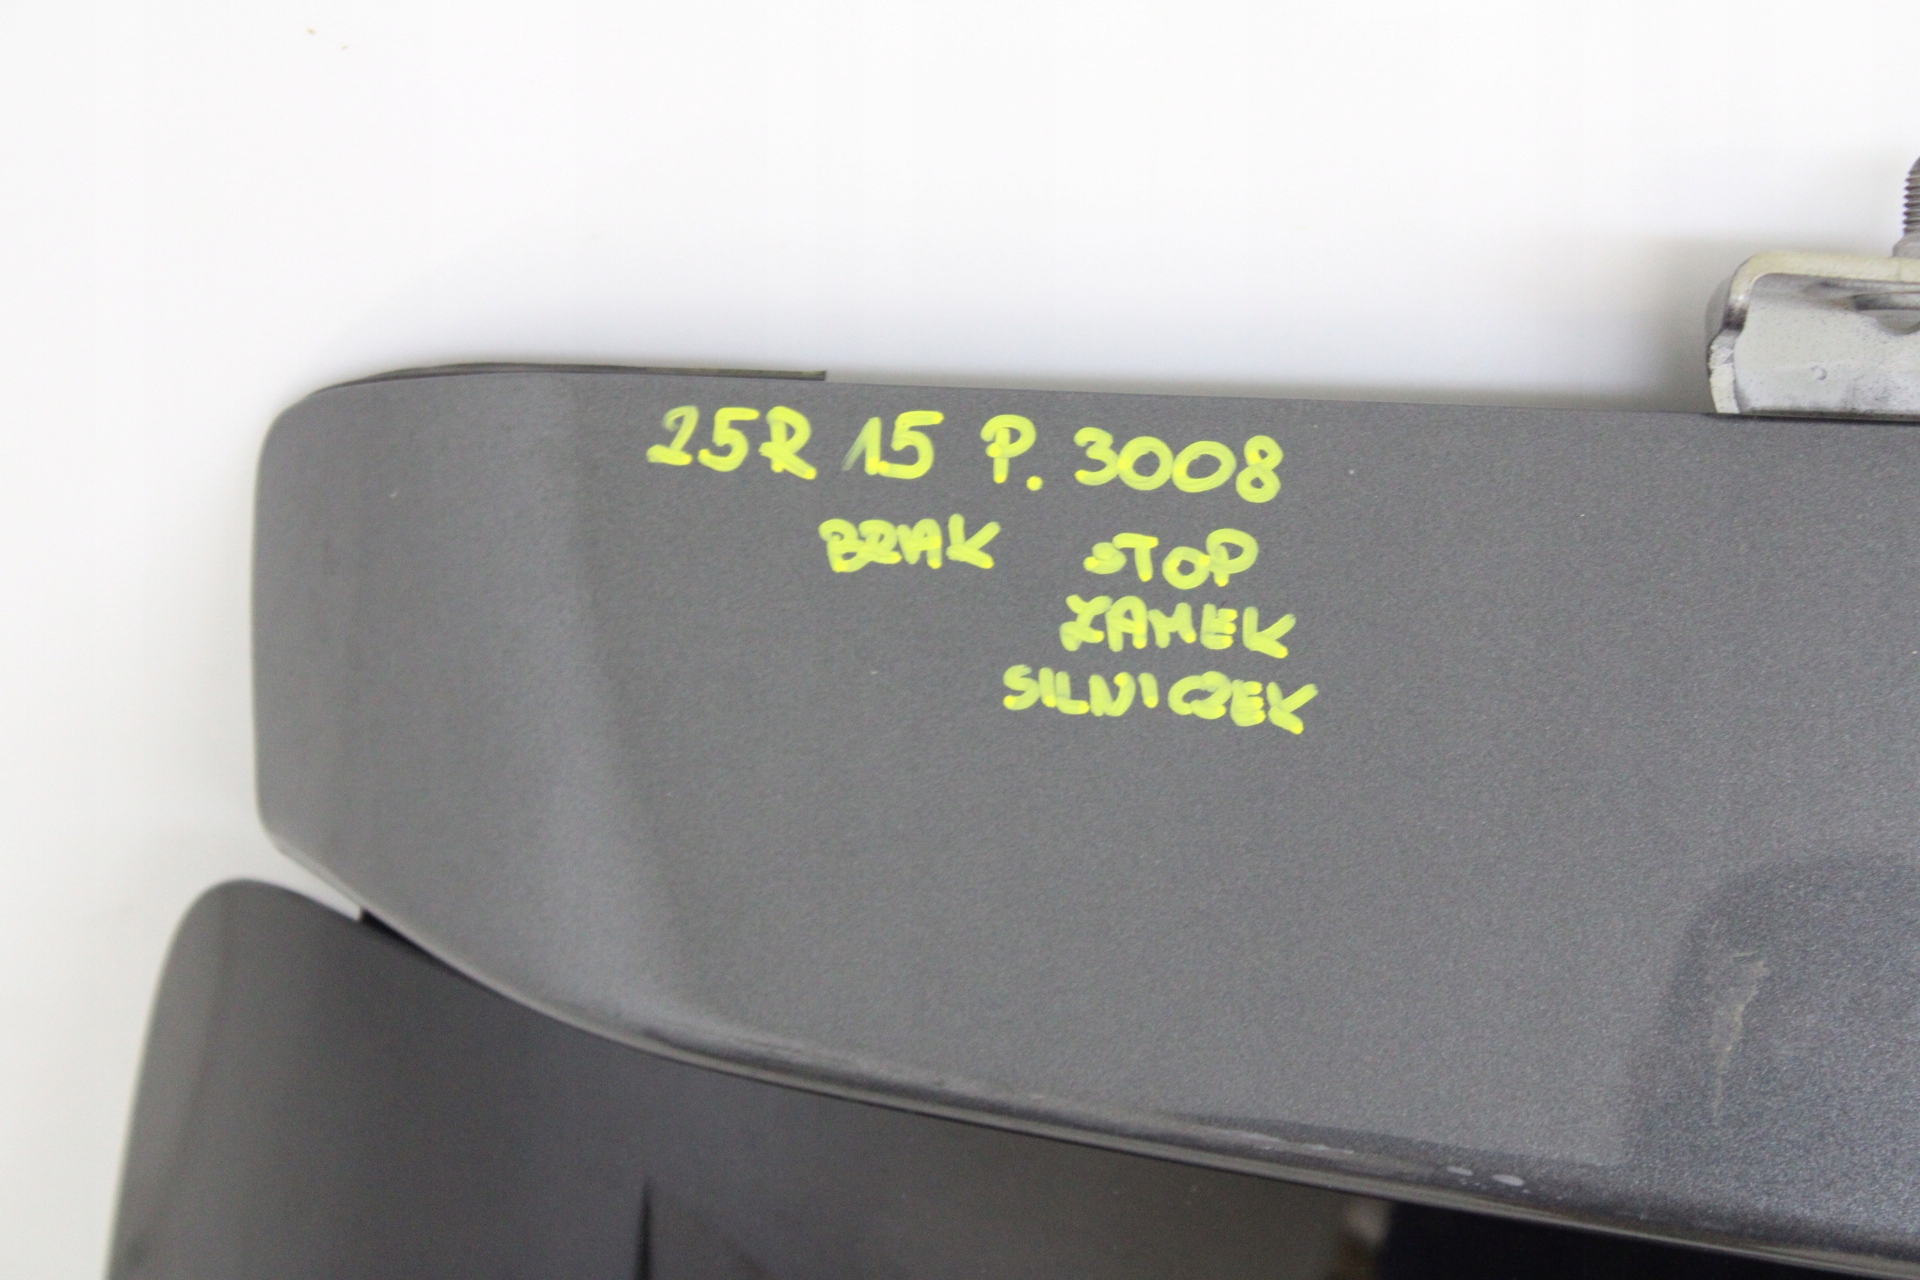 25R 15 P. 3008
BRAK STOP
ZAMEK
SILNICZEK